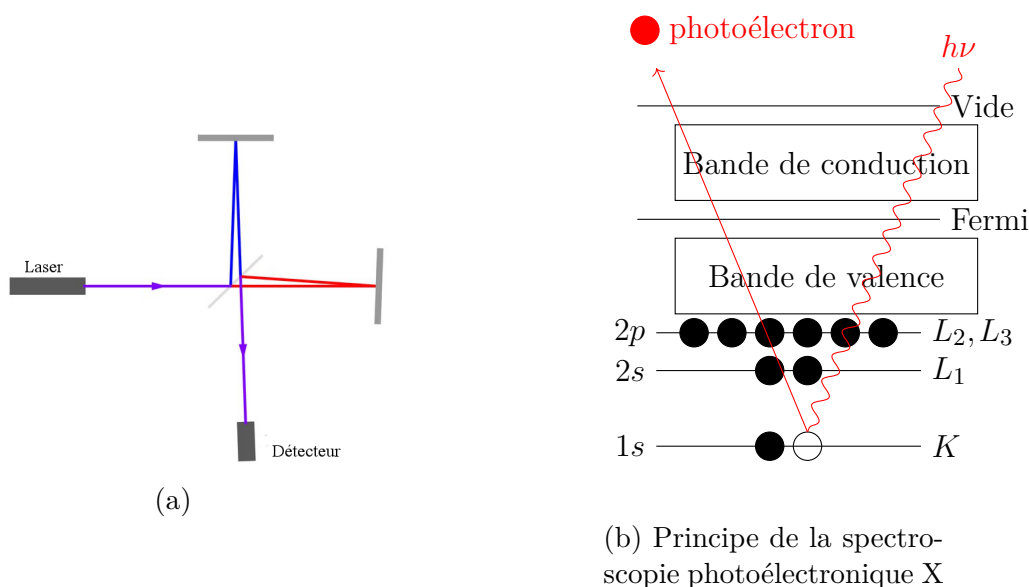 Laser
Détecteur
(a)
photoélectron
hν
Vide
Bande de conduction
Fermi
Bande de valence
2p L₂, L₃
2s L₁
1s K
(b) Principe de la spectro-
scopie photoélectronique X